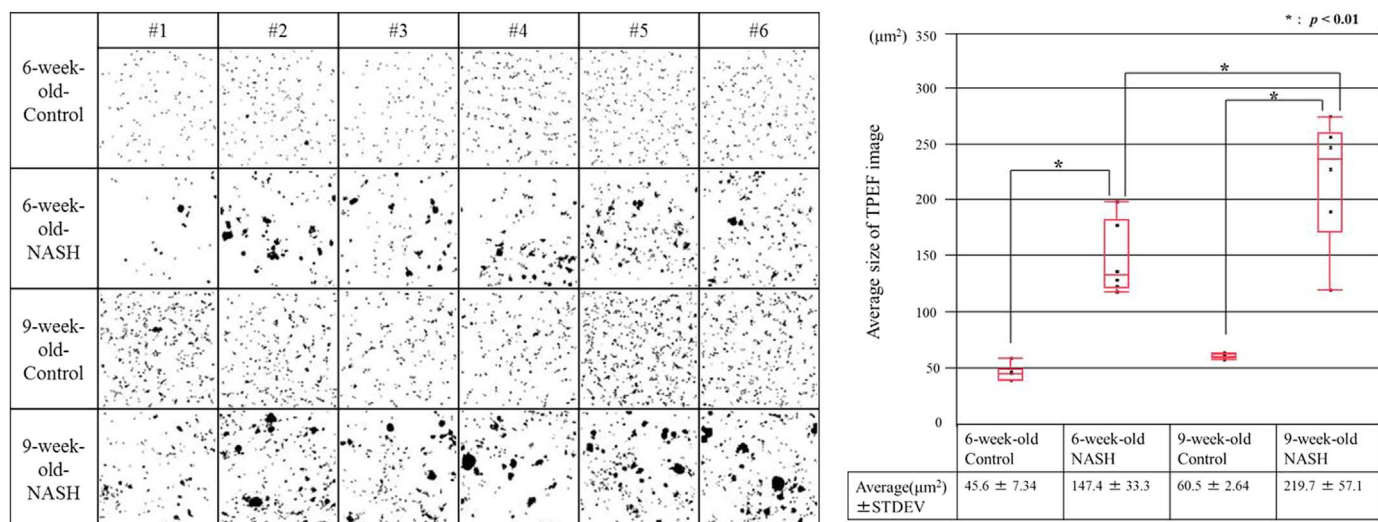 #1 #2 #3 #4 #5 #6
6-week-
old-
Control
6-week-
old-
NASH
9-week-
old-
Control
9-week-
old-
NASH
* : p < 0.01
(μm²)
350
300
250
200
150
100
50
0
Average size of TPEF image
*
*
*
6-week-old 6-week-old 9-week-old 9-week-old
Control NASH Control NASH
Average(μm²) 45.6 ± 7.34 147.4 ± 33.3 60.5 ± 2.64 219.7 ± 57.1
±STDEV